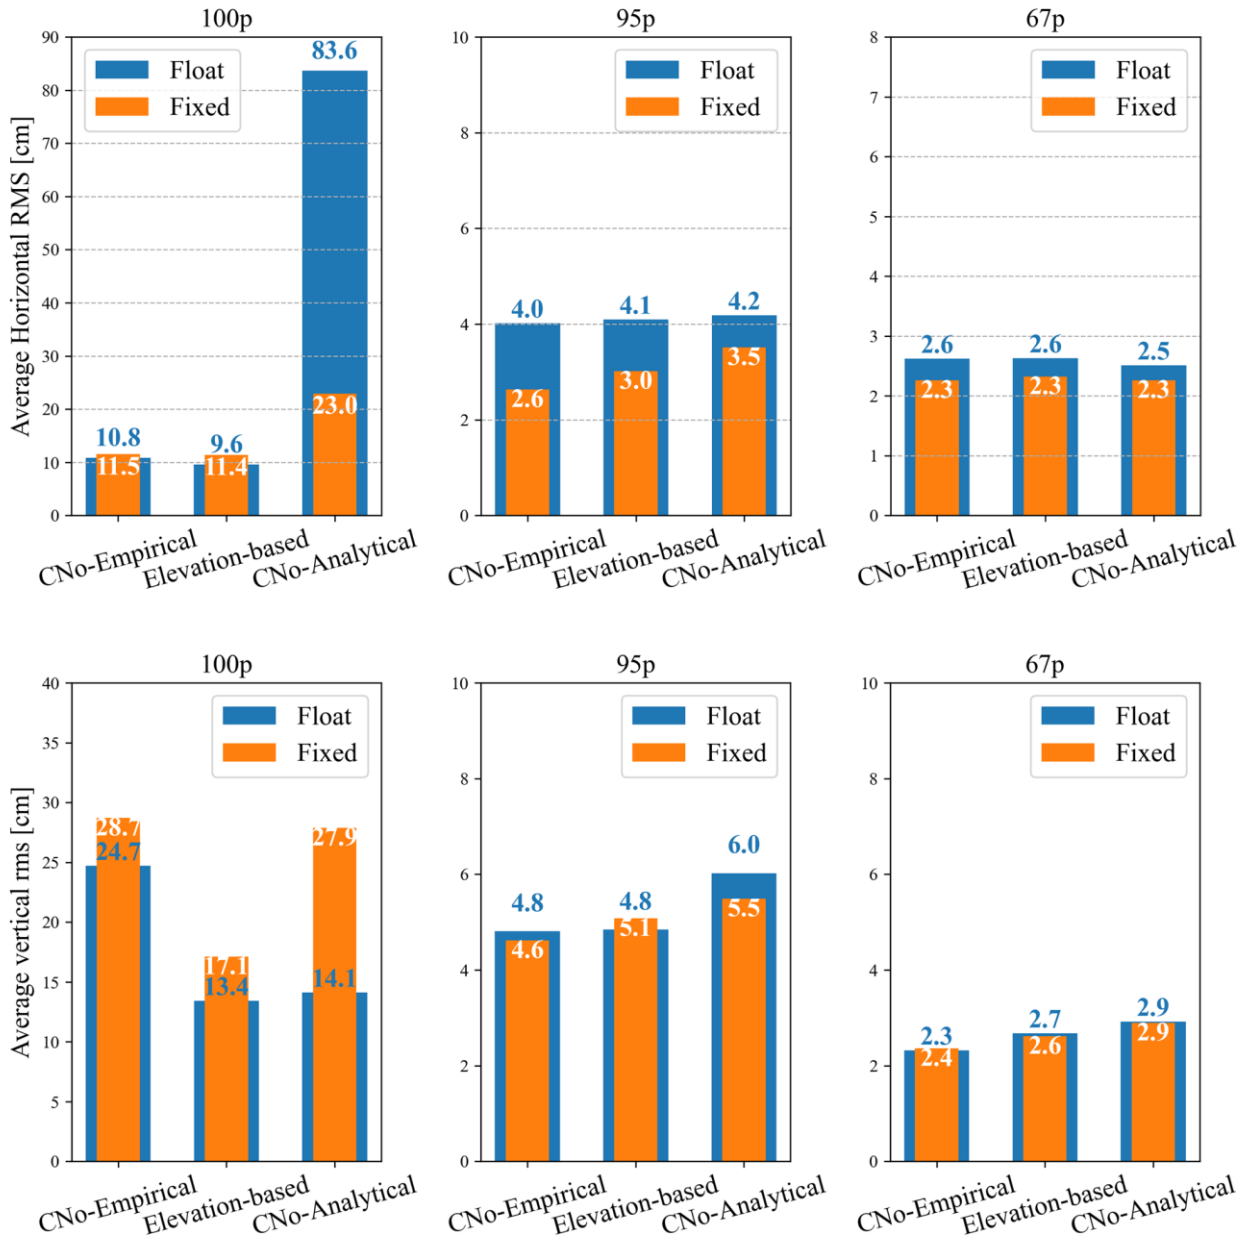 100p
95p
67p
Average Horizontal RMS [cm]
90
80
70
60
50
40
30
20
10
0
Float
Fixed
83.6
23.0
10.8
11.5
9.6
11.4
CNo-Empirical
Elevation-based
CNo-Analytical
10
8
6
4
2
0
Float
Fixed
4.0
2.6
4.1
3.0
4.2
3.5
CNo-Empirical
Elevation-based
CNo-Analytical
8
7
6
5
4
3
2
1
0
Float
Fixed
2.6
2.3
2.6
2.3
2.5
2.3
CNo-Empirical
Elevation-based
CNo-Analytical
100p
95p
67p
Average vertical rms [cm]
40
35
30
25
20
15
10
5
0
Float
Fixed
28.7
24.7
17.1
13.4
27.9
14.1
CNo-Empirical
Elevation-based
CNo-Analytical
10
8
6
4
2
0
Float
Fixed
4.8
4.6
4.8
5.1
6.0
5.5
CNo-Empirical
Elevation-based
CNo-Analytical
10
8
6
4
2
0
Float
Fixed
2.3
2.4
2.7
2.6
2.9
2.9
CNo-Empirical
Elevation-based
CNo-Analytical